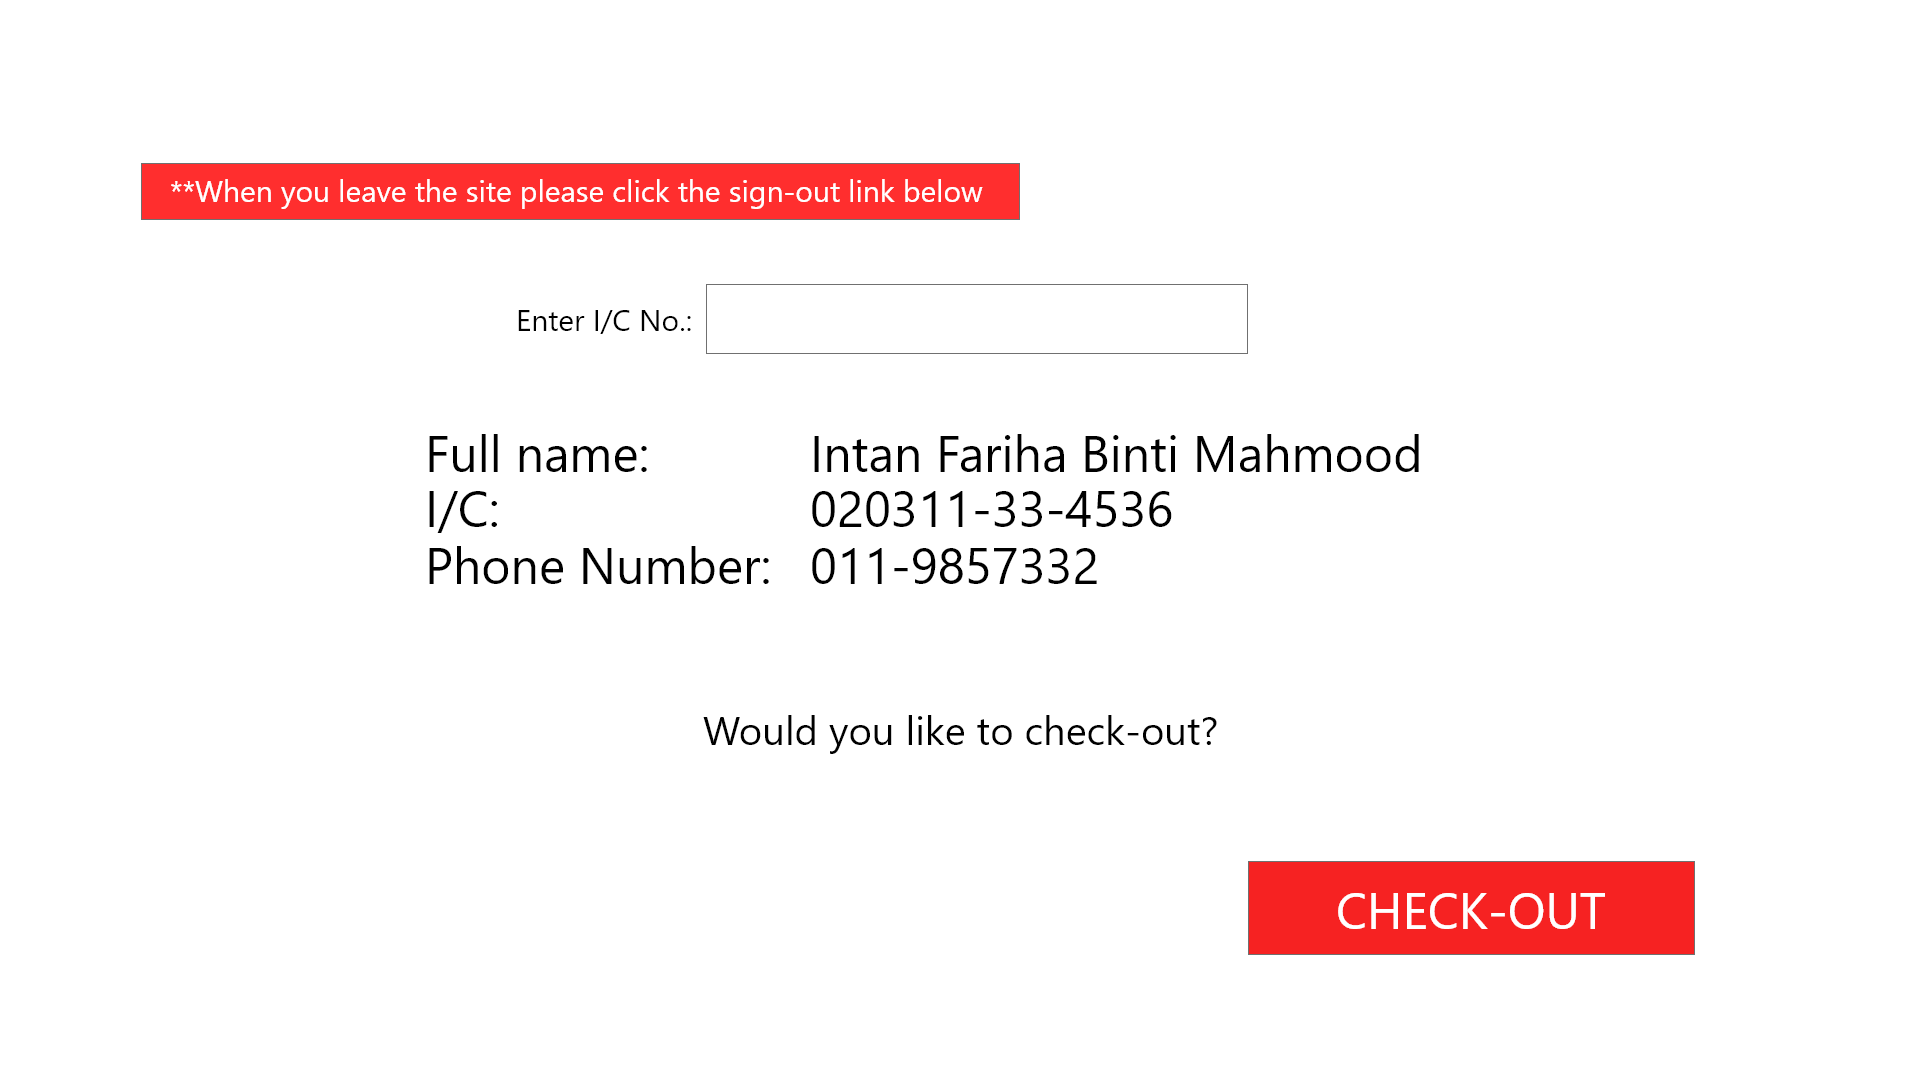 **When you leave the site please click the sign-out link below
Enter I/C No.:
Full name: Intan Fariha Binti Mahmood
I/C: 020311-33-4536
Phone Number: 011-9857332
Would you like to check-out?
CHECK-OUT